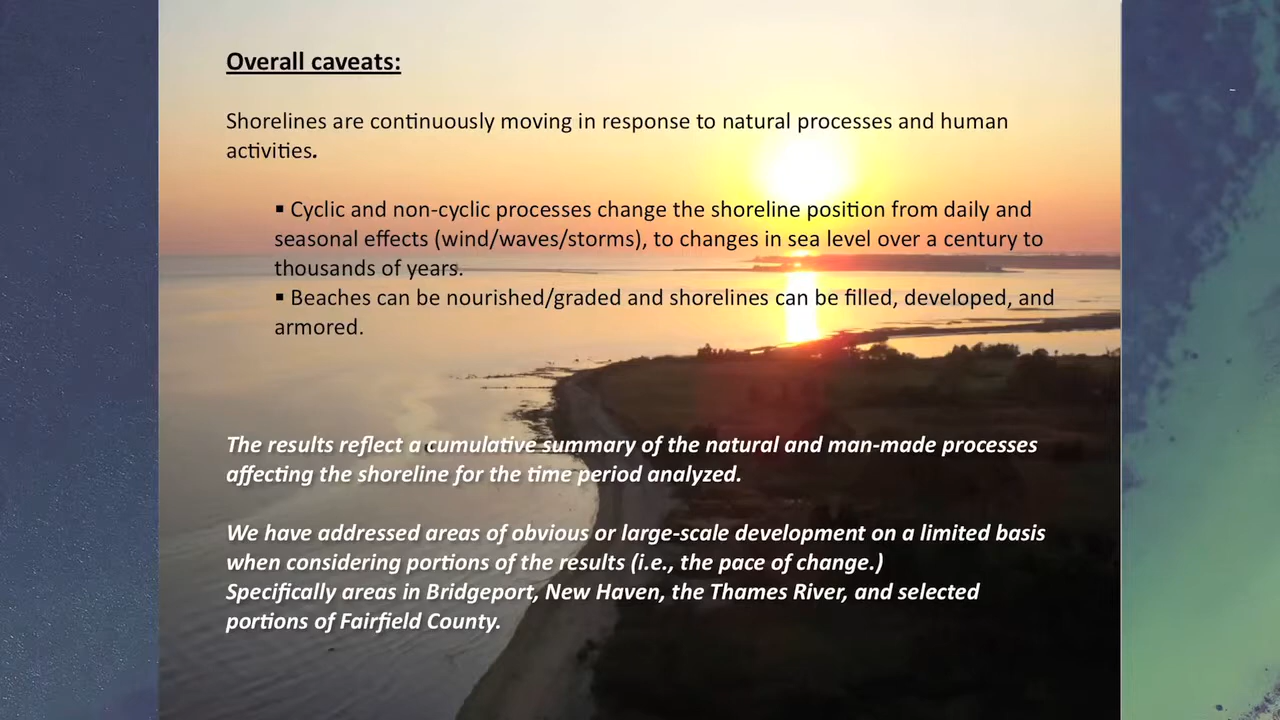 Overall caveats:
Shorelines are continuously moving in response to natural processes and human
activities.
▪ Cyclic and non-cyclic processes change the shoreline position from daily and
seasonal effects (wind/waves/storms), to changes in sea level over a century to
thousands of years.
▪ Beaches can be nourished/graded and shorelines can be filled, developed, and
armored.
The results reflect a cumulative summary of the natural and man-made processes
affecting the shoreline for the time period analyzed.
We have addressed areas of obvious or large-scale development on a limited basis
when considering portions of the results (i.e., the pace of change.)
Specifically areas in Bridgeport, New Haven, the Thames River, and selected
portions of Fairfield County.